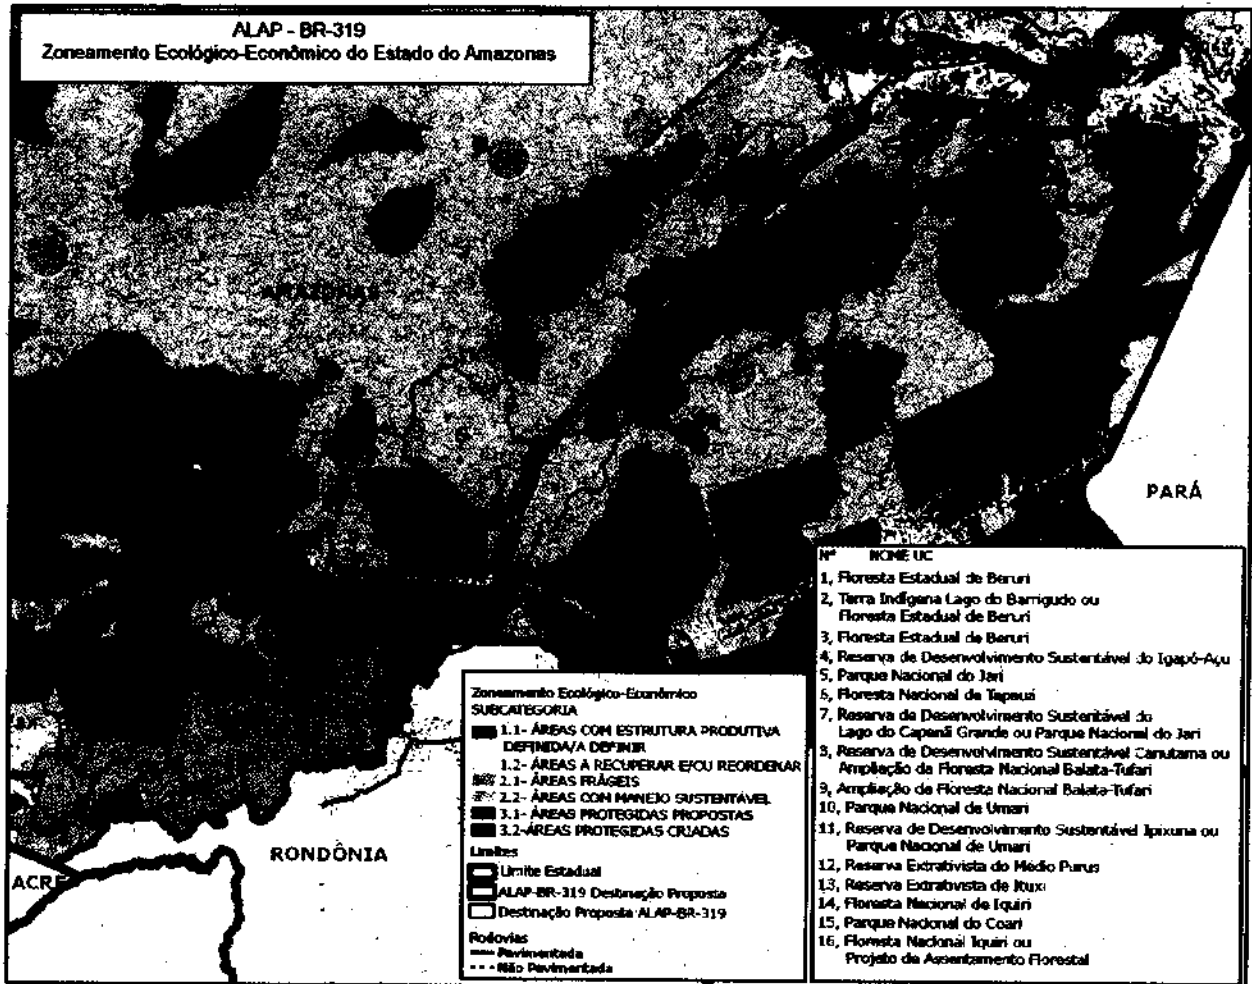 ALAP - BR-319
Zoneamento Ecológico-Econômico do Estado do Amazonas
AMAZONAS
PARÁ
RONDÔNIA
ACRE
Nº NOME UC
1, Floresta Estadual de Beruri
2, Terra Indígena Lago do Barrigudo ou
Floresta Estadual de Beruri
3, Floresta Estadual de Beruri
4, Reserva de Desenvolvimento Sustentável do Igapó-Açu
5, Parque Nacional do Jari
6, Floresta Nacional de Tapauá
7, Reserva de Desenvolvimento Sustentável do
Lago do Capanã Grande ou Parque Nacional do Jari
8, Reserva de Desenvolvimento Sustentável Canutama ou
Ampliação da Floresta Nacional Balata-Tufari
9, Ampliação da Floresta Nacional Balata-Tufari
10, Parque Nacional de Umari
11, Reserva de Desenvolvimento Sustentável Ipixuna ou
Parque Nacional de Umari
12, Reserva Extrativista do Médio Purus
13, Reserva Extrativista de Ituxi
14, Floresta Nacional de Iquiri
15, Parque Nacional do Coari
16, Floresta Nacional Iquiri ou
Projeto de Assentamento Florestal
Zoneamento Ecológico-Econômico
SUBCATEGORIA
1.1- ÁREAS COM ESTRUTURA PRODUTIVA
DEFINIDA/A DEFINIR
1.2- ÁREAS A RECUPERAR E/OU REORDENAR
2.1- ÁREAS FRÁGEIS
2.2- ÁREAS COM MANEJO SUSTENTÁVEL
3.1- ÁREAS PROTEGIDAS PROPOSTAS
3.2-ÁREAS PROTEGIDAS CRIADAS
Limites
Limite Estadual
ALAP-BR-319 Destinação Proposta
Destinação Proposta ALAP-BR-319
Rodovias
Pavimentada
Não Pavimentada